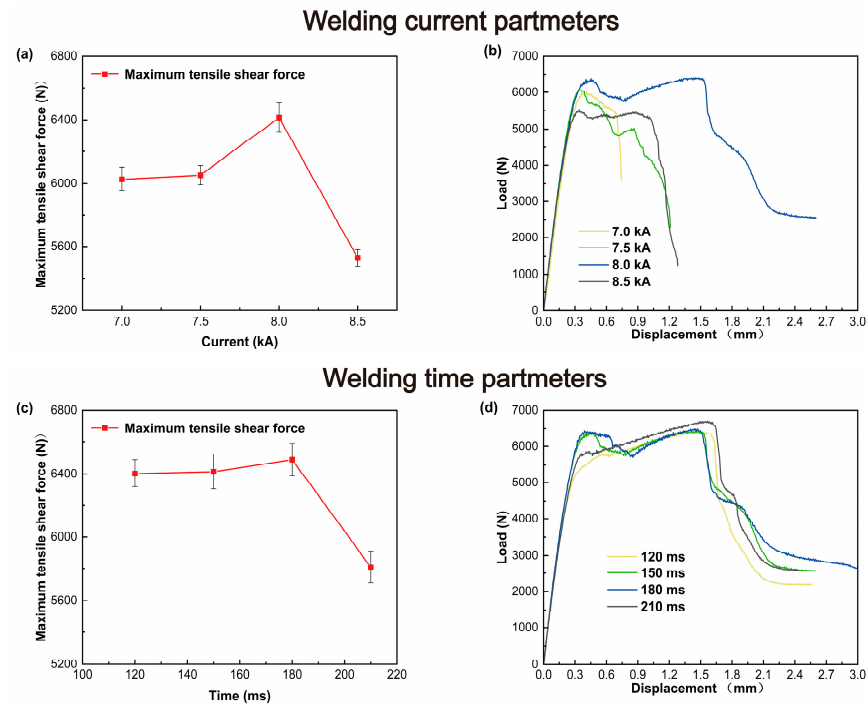 Welding current partmeters
(a)
Maximum tensile shear force (N)
6800
6400
6000
5600
5200
Maximum tensile shear force
7.0 7.5 8.0 8.5
Current (kA)
(b)
Load (N)
7000
6000
5000
4000
3000
2000
1000
0
7.0 kA
7.5 kA
8.0 kA
8.5 kA
0.0 0.3 0.6 0.9 1.2 1.5 1.8 2.1 2.4 2.7 3.0
Displacement （mm）
Welding time partmeters
(c)
Maximum tensile shear force (N))
6800
6400
6000
5600
5200
Maximum tensile shear force
100 120 140 160 180 200 220
Time (ms)
(d)
Load (N)
7000
6000
5000
4000
3000
2000
1000
0
120 ms
150 ms
180 ms
210 ms
0.0 0.3 0.6 0.9 1.2 1.5 1.8 2.1 2.4 2.7 3.0
Displacement （mm）